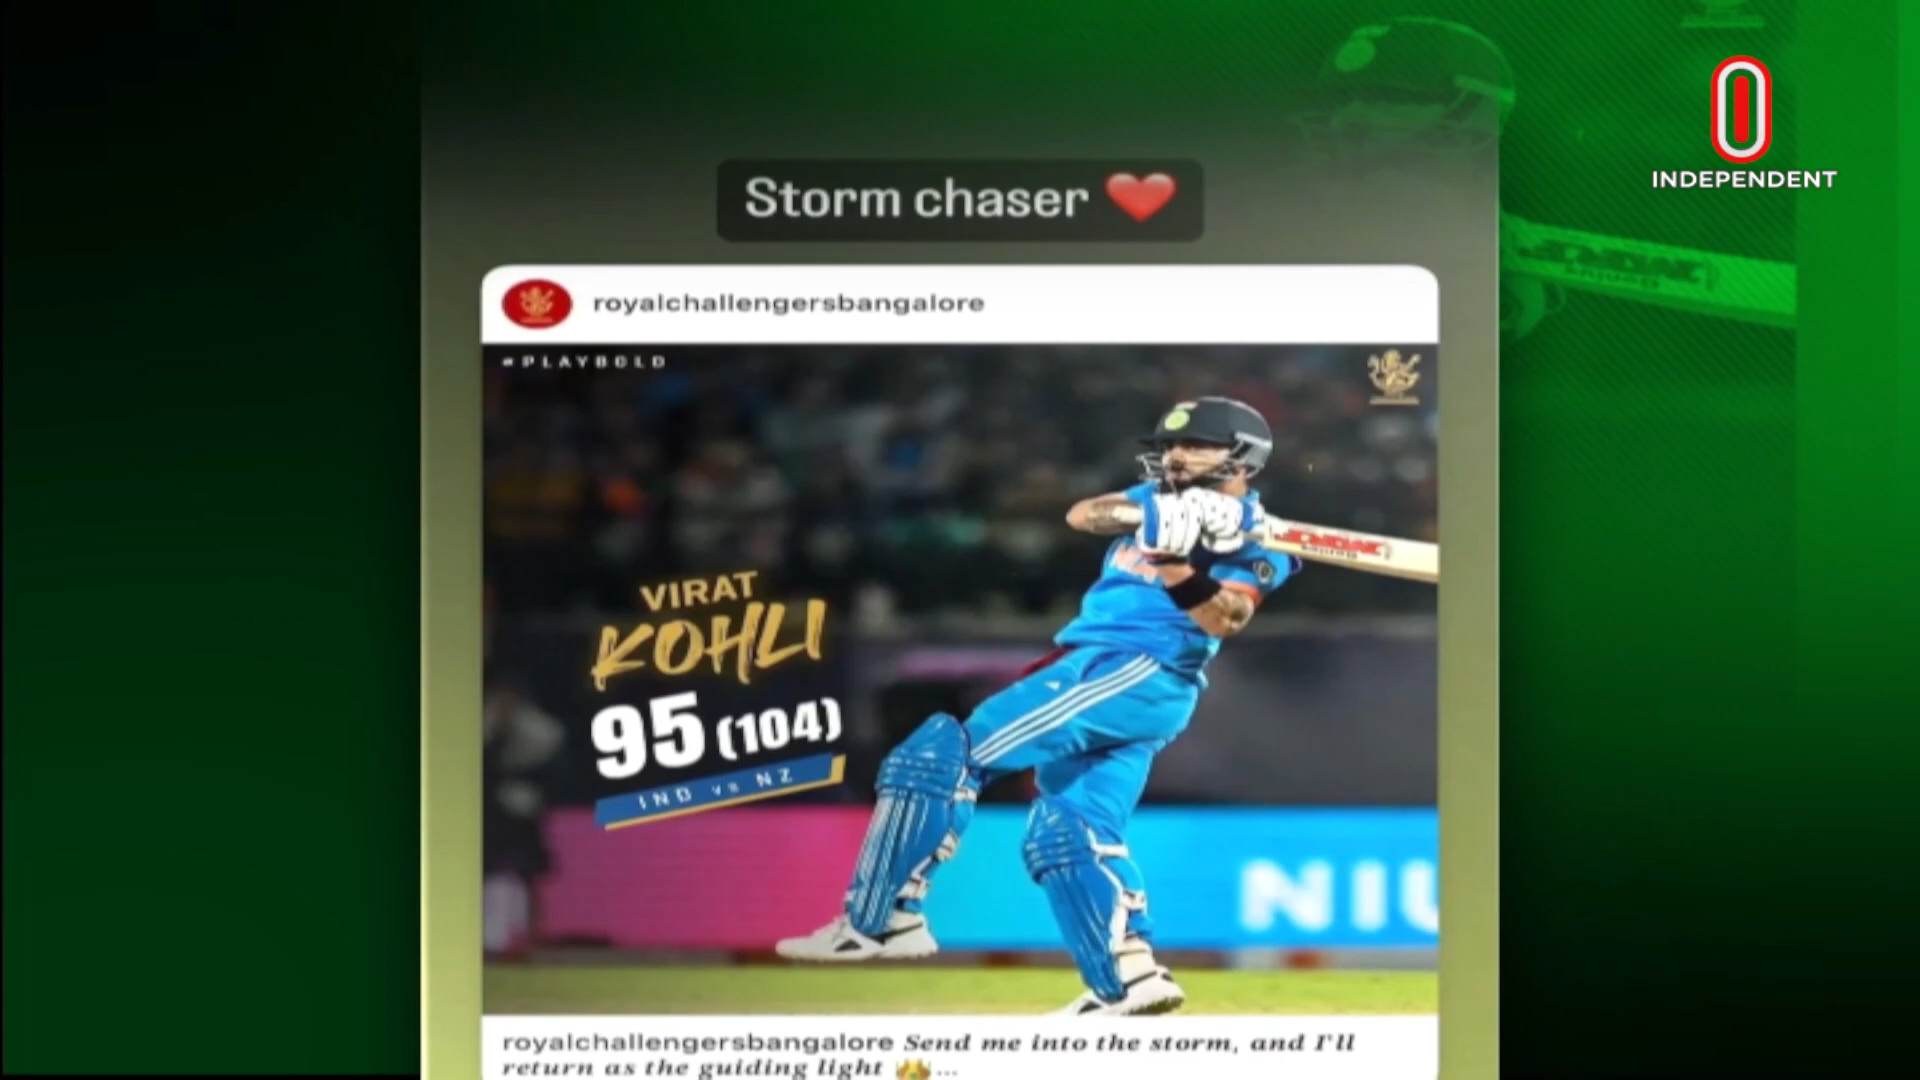 INDEPENDENT
Storm chaser ❤️
royalchallengersbangalore
#PLAYBOLD
VIRAT
KOHLI
95 (104)
IND vs NZ
NIU
royalchallengersbangalore Send me into the storm, and I'll
return as the guiding light 👑...